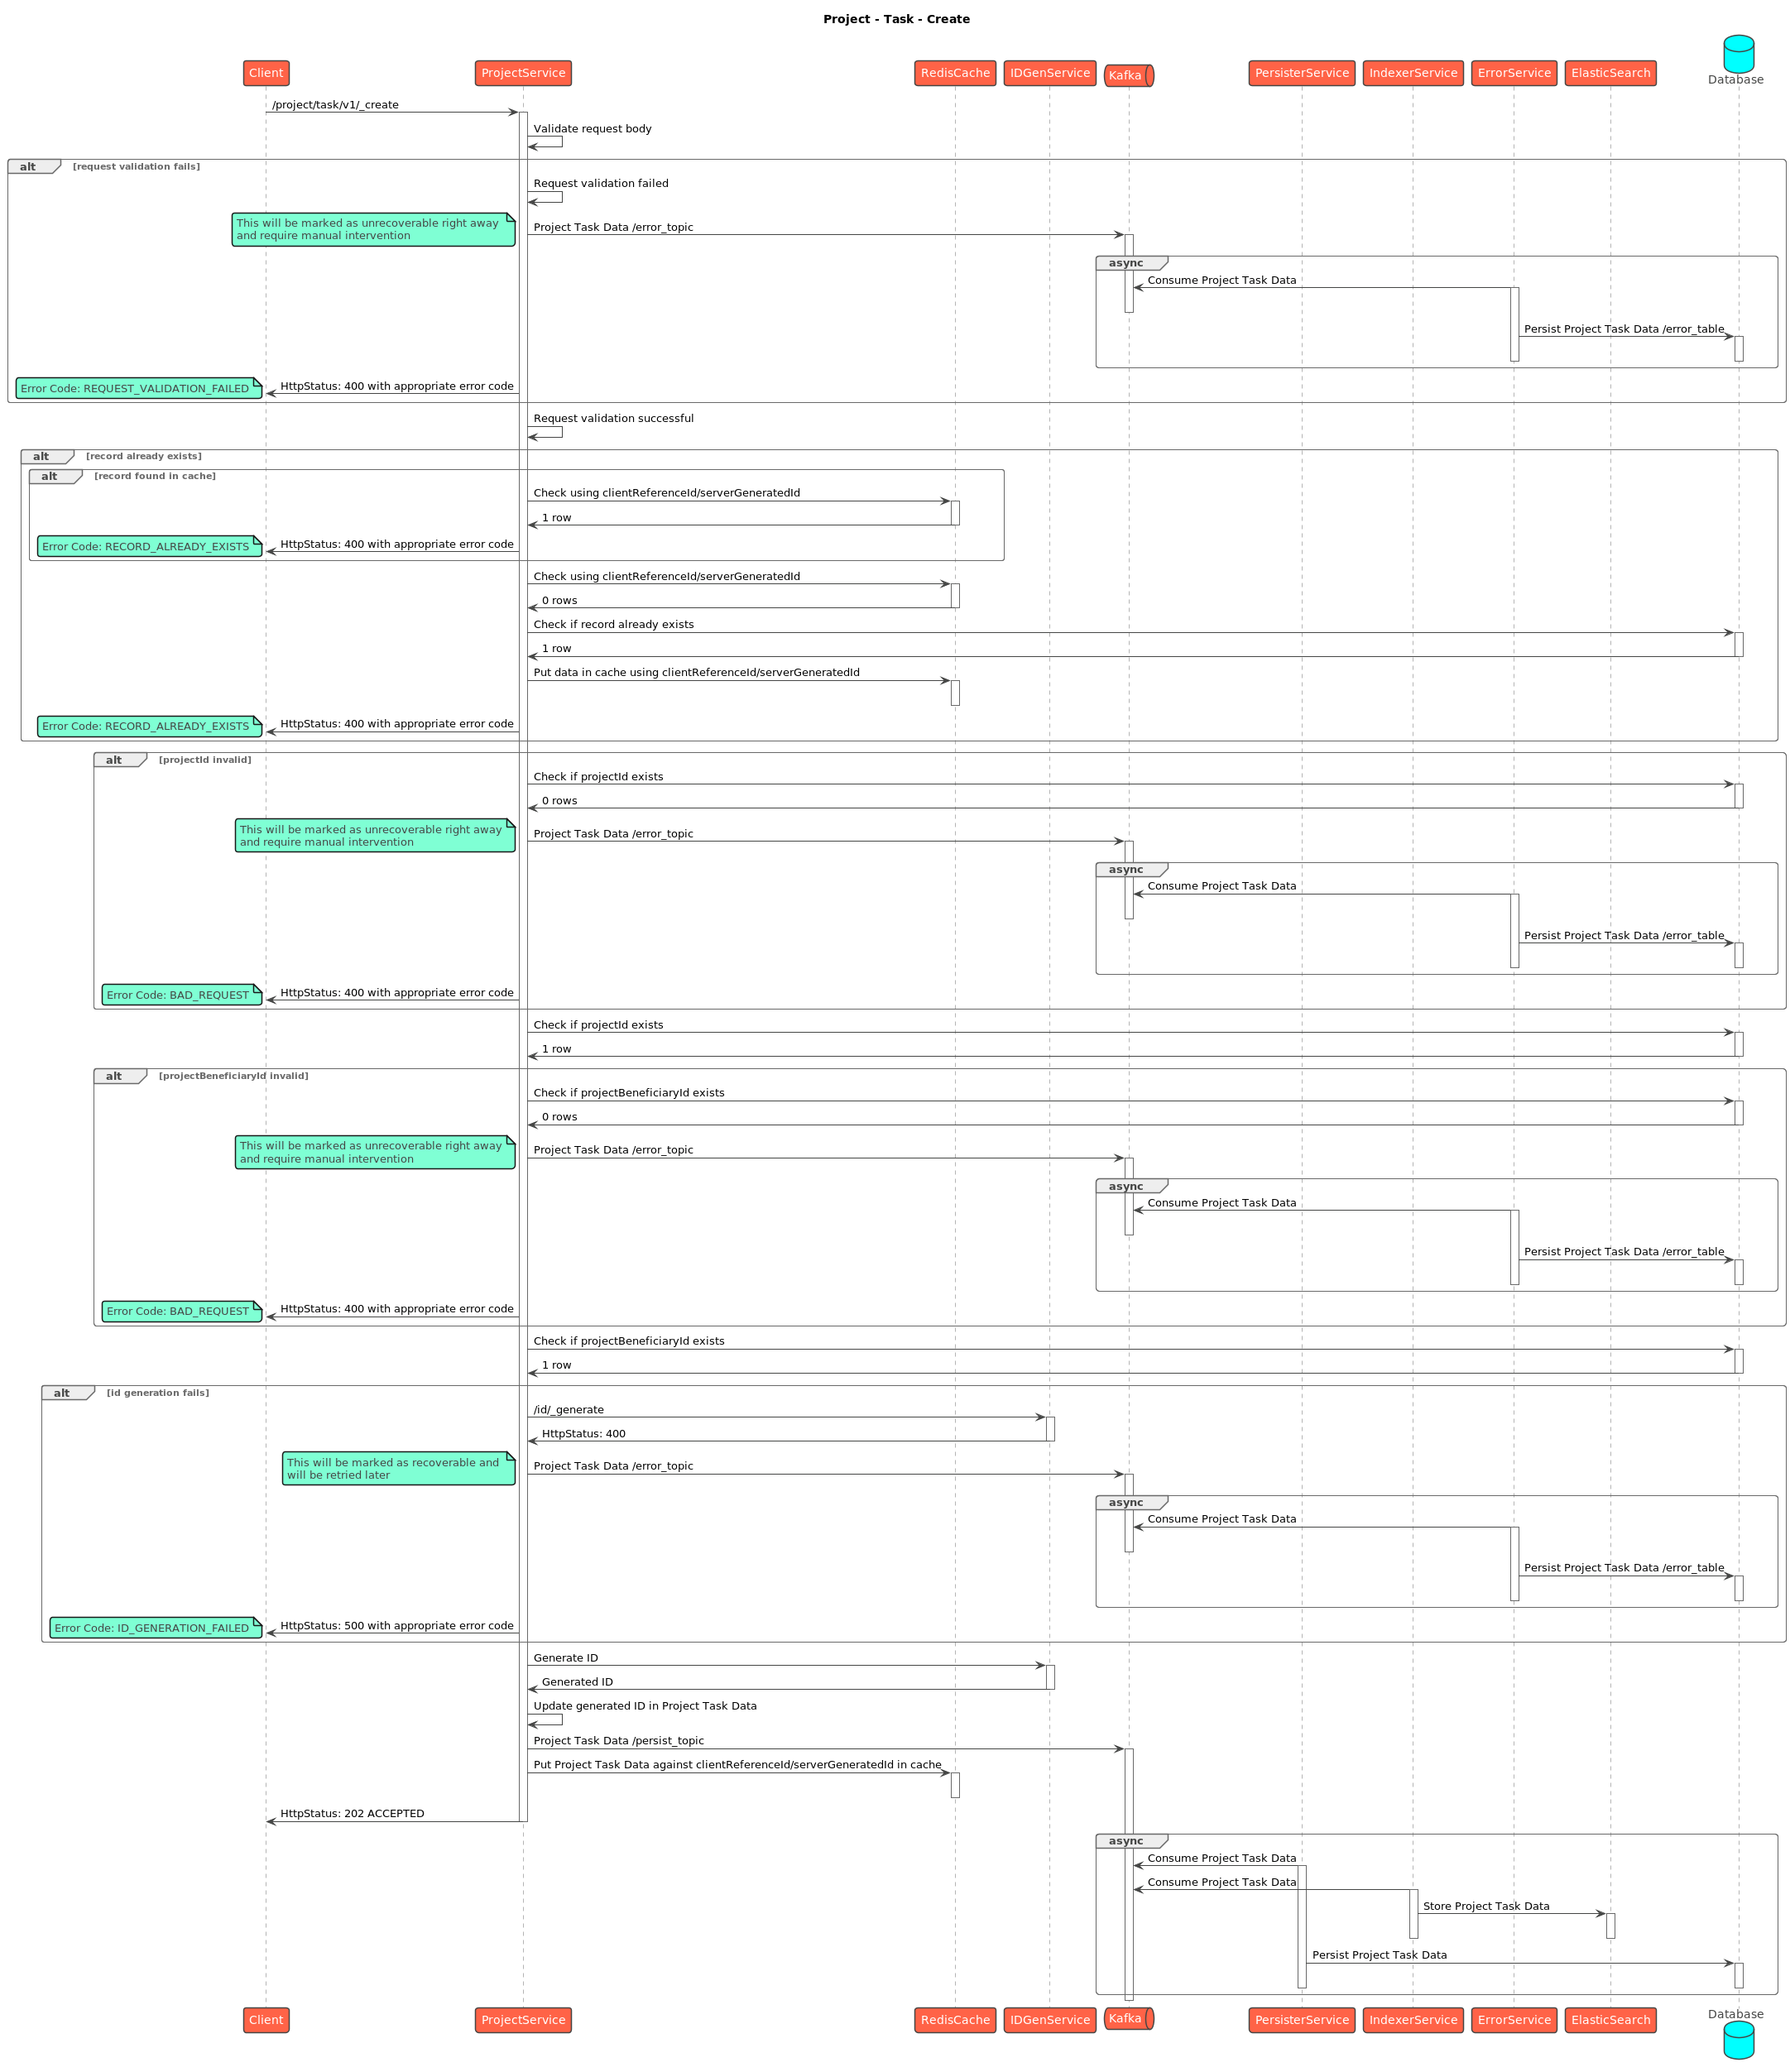 Project - Task - Create
Client
ProjectService
RedisCache
IDGenService
Kafka
PersisterService
IndexerService
ErrorService
ElasticSearch
Database
/project/task/v1/_create
Validate request body
alt [request validation fails]
Request validation failed
This will be marked as unrecoverable right away
and require manual intervention
Project Task Data /error_topic
async
Consume Project Task Data
Persist Project Task Data /error_table
Error Code: REQUEST_VALIDATION_FAILED
HttpStatus: 400 with appropriate error code
Request validation successful
alt [record already exists]
alt [record found in cache]
Check using clientReferenceId/serverGeneratedId
1 row
Error Code: RECORD_ALREADY_EXISTS
HttpStatus: 400 with appropriate error code
Check using clientReferenceId/serverGeneratedId
0 rows
Check if record already exists
1 row
Put data in cache using clientReferenceId/serverGeneratedId
Error Code: RECORD_ALREADY_EXISTS
HttpStatus: 400 with appropriate error code
alt [projectId invalid]
Check if projectId exists
0 rows
This will be marked as unrecoverable right away
and require manual intervention
Project Task Data /error_topic
async
Consume Project Task Data
Persist Project Task Data /error_table
Error Code: BAD_REQUEST
HttpStatus: 400 with appropriate error code
Check if projectId exists
1 row
alt [projectBeneficiaryId invalid]
Check if projectBeneficiaryId exists
0 rows
This will be marked as unrecoverable right away
and require manual intervention
Project Task Data /error_topic
async
Consume Project Task Data
Persist Project Task Data /error_table
Error Code: BAD_REQUEST
HttpStatus: 400 with appropriate error code
Check if projectBeneficiaryId exists
1 row
alt [id generation fails]
/id/_generate
HttpStatus: 400
This will be marked as recoverable and
will be retried later
Project Task Data /error_topic
async
Consume Project Task Data
Persist Project Task Data /error_table
Error Code: ID_GENERATION_FAILED
HttpStatus: 500 with appropriate error code
Generate ID
Generated ID
Update generated ID in Project Task Data
Project Task Data /persist_topic
Put Project Task Data against clientReferenceId/serverGeneratedId in cache
HttpStatus: 202 ACCEPTED
async
Consume Project Task Data
Consume Project Task Data
Store Project Task Data
Persist Project Task Data
Client
ProjectService
RedisCache
IDGenService
Kafka
PersisterService
IndexerService
ErrorService
ElasticSearch
Database